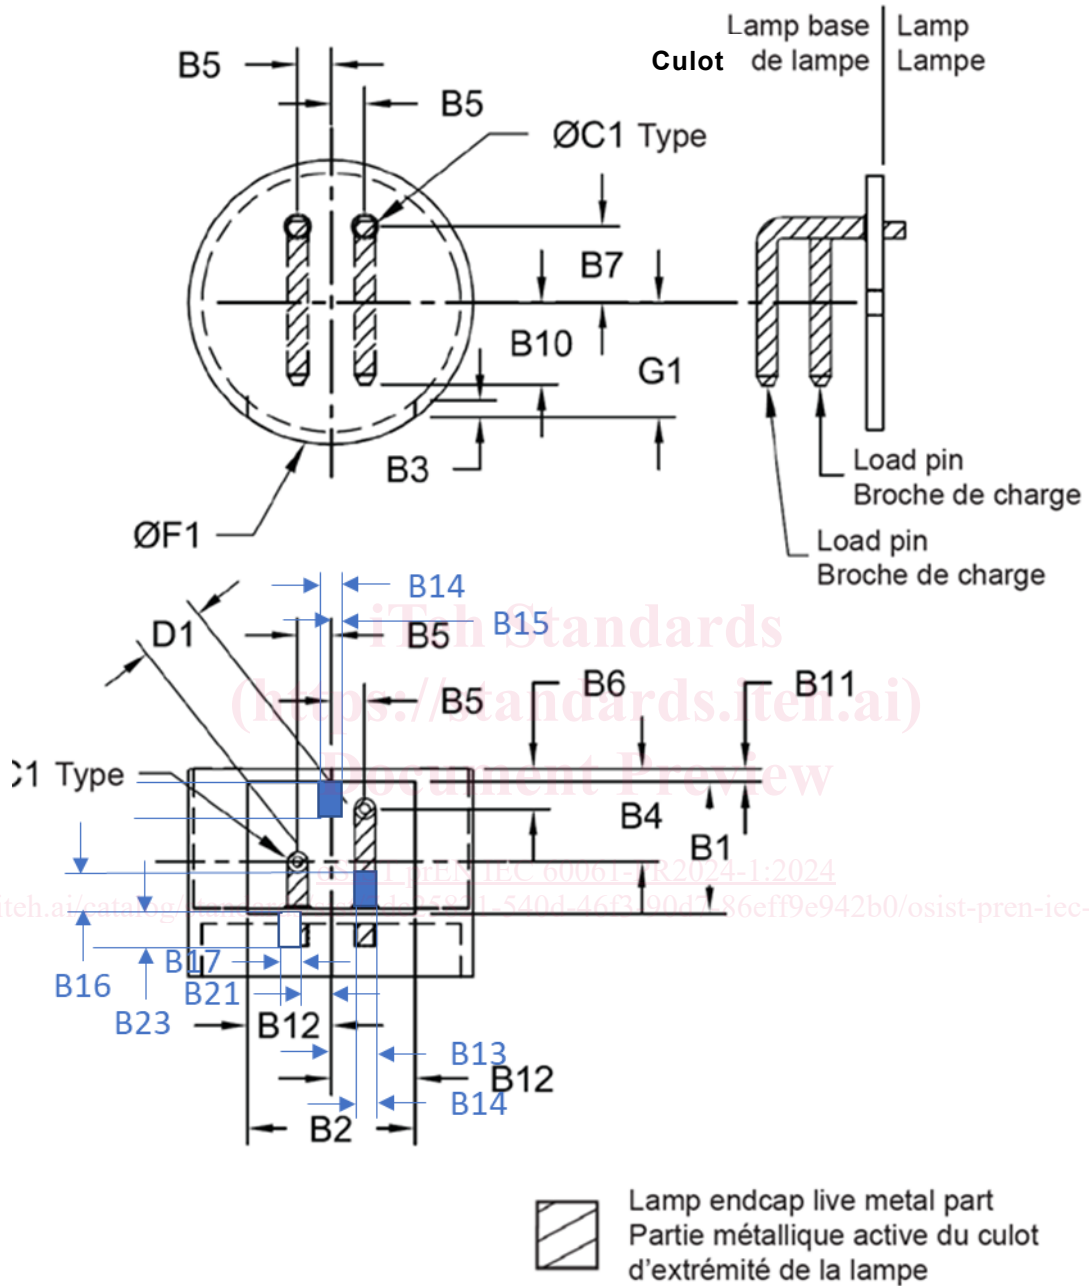 Lamp base
Lamp
Culot de lampe
Lampe
B5
B5
ØC1 Type
B7
B10
G1
B3
ØF1
Load pin
Broche de charge
Load pin
Broche de charge
B14
B15
D1
B5
B5
B6
B11
iTeh Standards
(https://standards.iteh.ai)
Document Preview
C1 Type
B4
B1
B17
B16
B21
B23
B12
B13
B12
B14
B2
Lamp endcap live metal part
Partie métallique active du culot
d'extrémité de la lampe